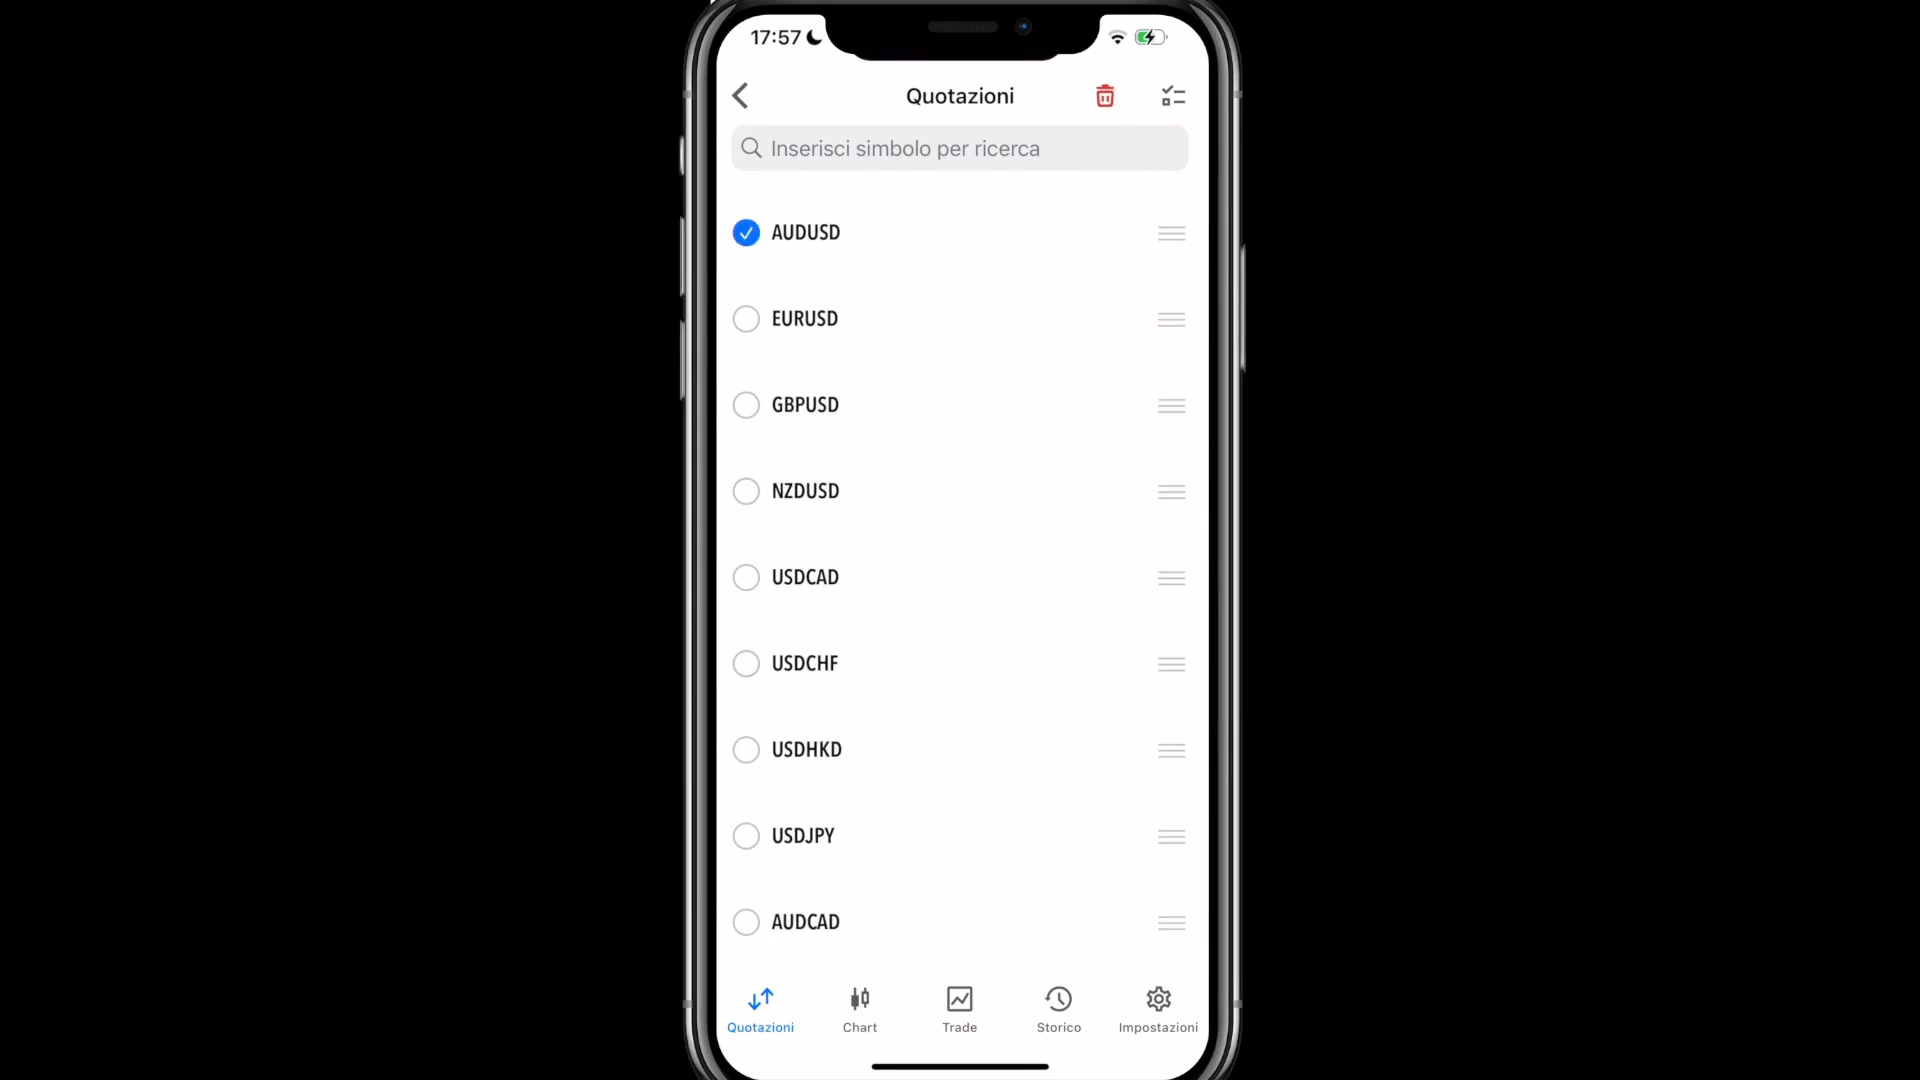 17:57
Quotazioni
Inserisci simbolo per ricerca
AUDUSD
EURUSD
GBPUSD
NZDUSD
USDCAD
USDCHF
USDHKD
USDJPY
AUDCAD
Quotazioni Chart Trade Storico Impostazioni